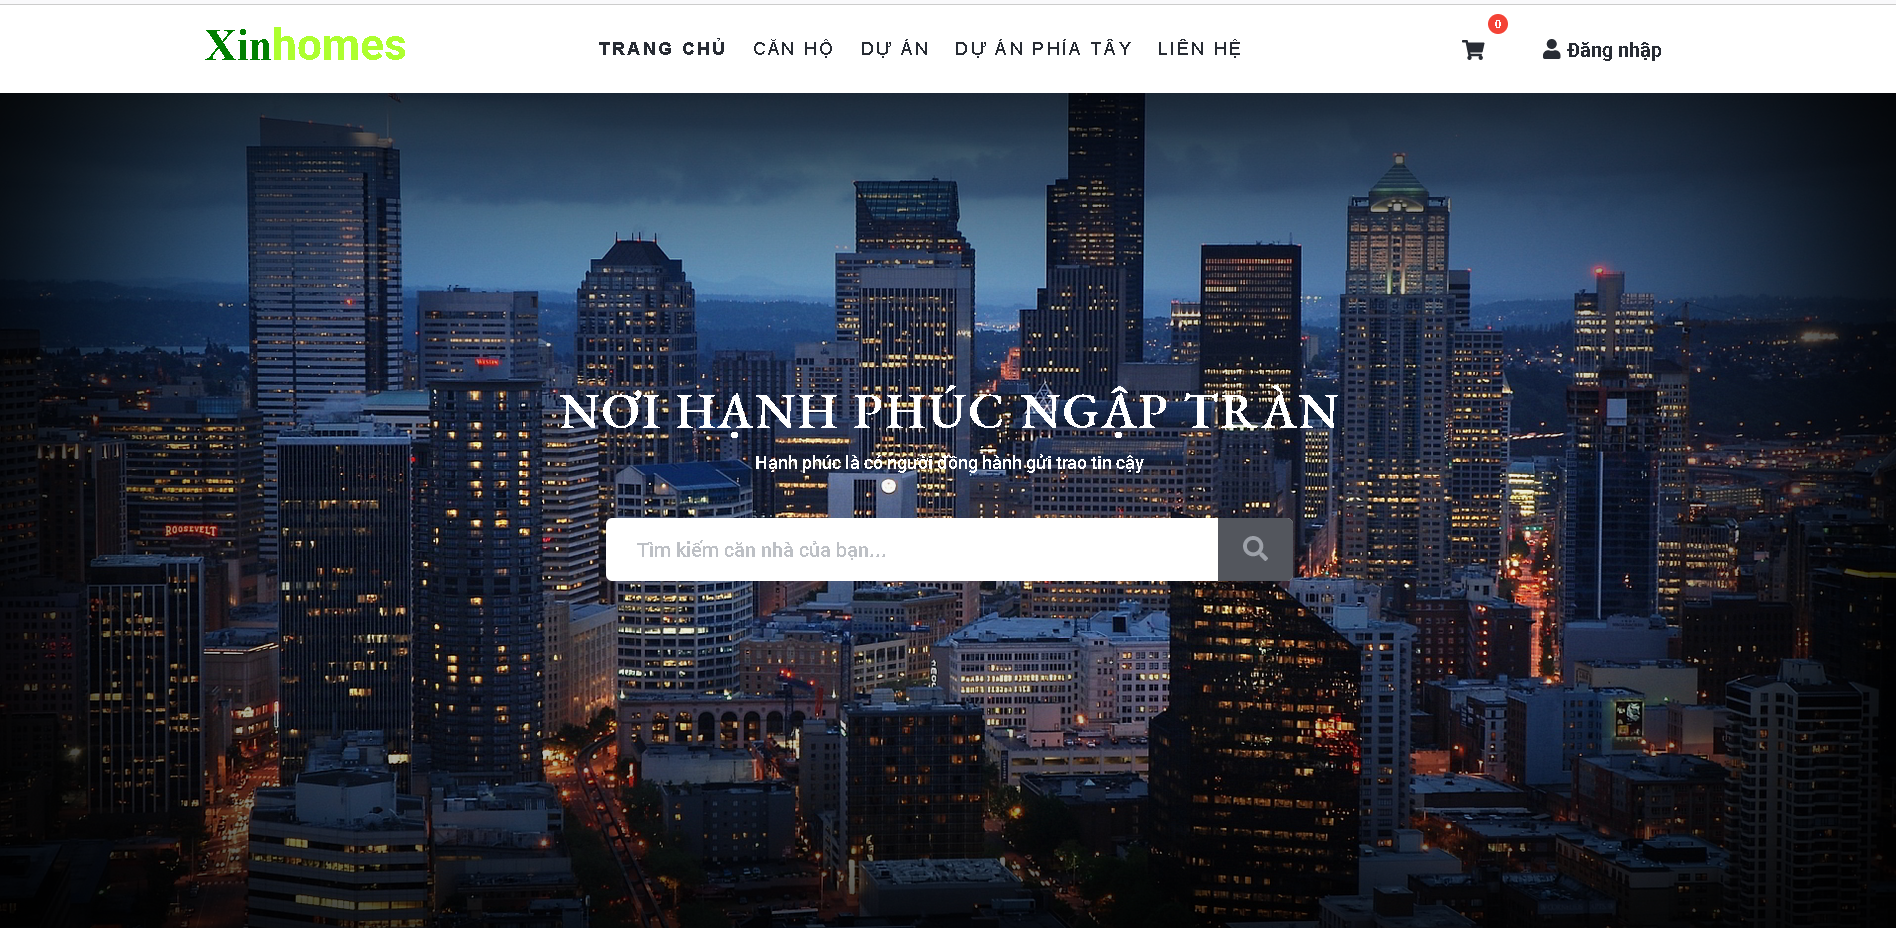 Xinhomes
TRANG CHỦ CĂN HỘ DỰ ÁN DỰ ÁN PHÍA TÂY LIÊN HỆ
0
Đăng nhập
WESTIN
NƠI HẠNH PHÚC NGẬP TRÀN
Hạnh phúc là có người đồng hành gửi trao tin cậy
ROOSEVELT
Tìm kiếm căn nhà của bạn...